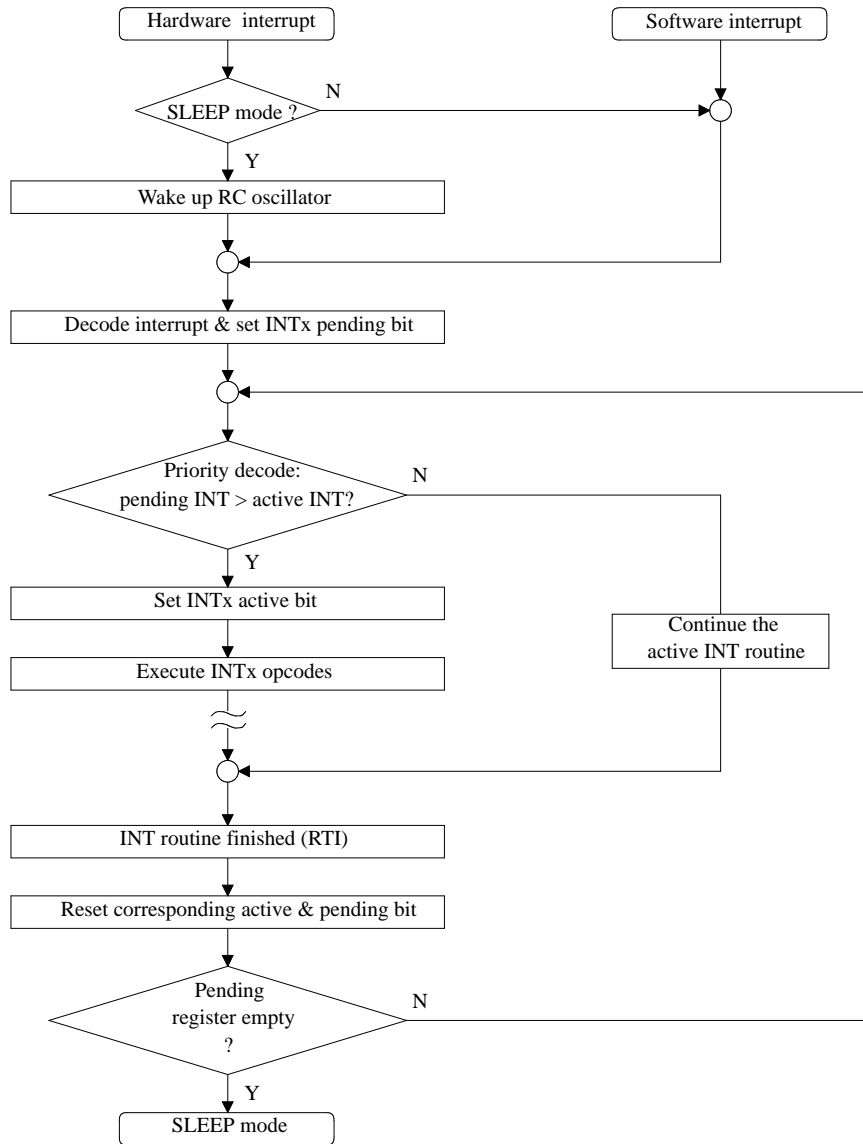 Hardware interrupt
Software interrupt
SLEEP mode ?
N
Y
Wake up RC oscillator
Decode interrupt & set INTx pending bit
Priority decode:
pending INT > active INT?
N
Y
Set INTx active bit
Continue the
active INT routine
Execute INTx opcodes
INT routine finished (RTI)
Reset corresponding active & pending bit
Pending
register empty
?
N
Y
SLEEP mode